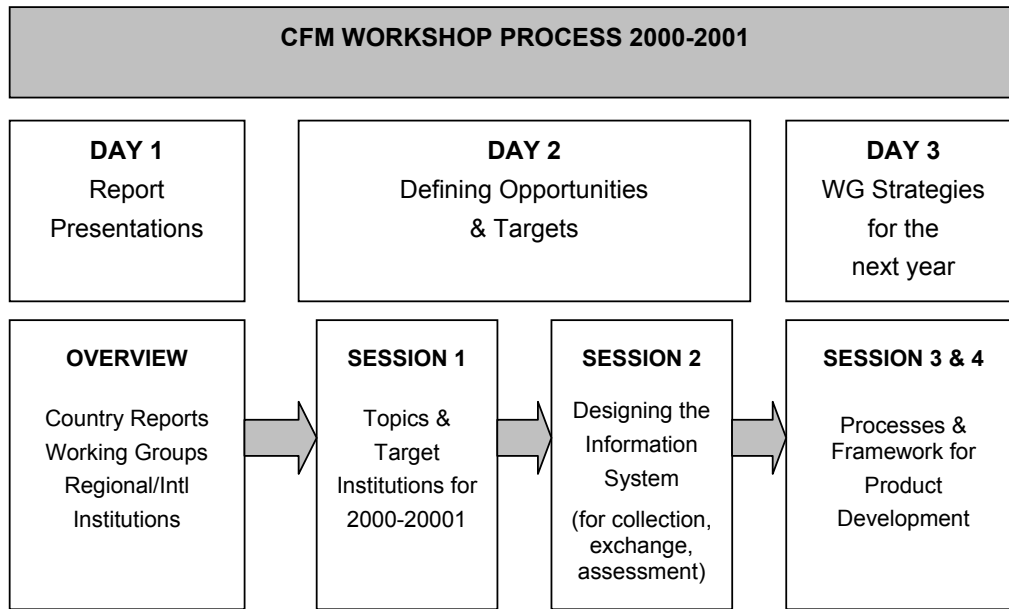 CFM WORKSHOP PROCESS 2000-2001
DAY 1
Report
Presentations
DAY 2
Defining Opportunities
& Targets
DAY 3
WG Strategies
for the
next year
OVERVIEW
Country Reports
Working Groups
Regional/Intl
Institutions
SESSION 1
Topics &
Target
Institutions for
2000-20001
SESSION 2
Designing the
Information
System
(for collection,
exchange,
assessment)
SESSION 3 & 4
Processes &
Framework for
Product
Development